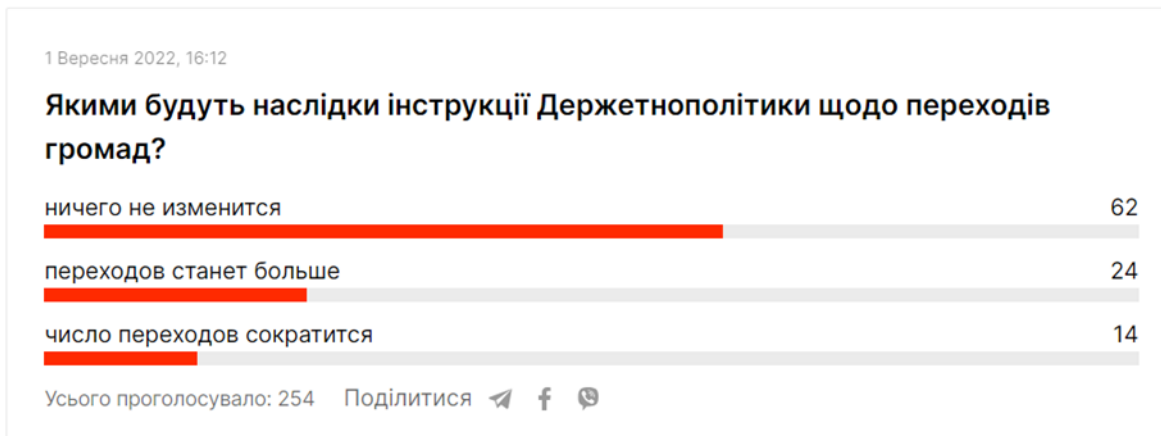 1 Вересня 2022, 16:12
Якими будуть наслідки інструкції Держетнополітики щодо переходів
громад?
ничего не изменится 62
переходов станет больше 24
число переходов сократится 14
Усього проголосувало: 254 Поділитися